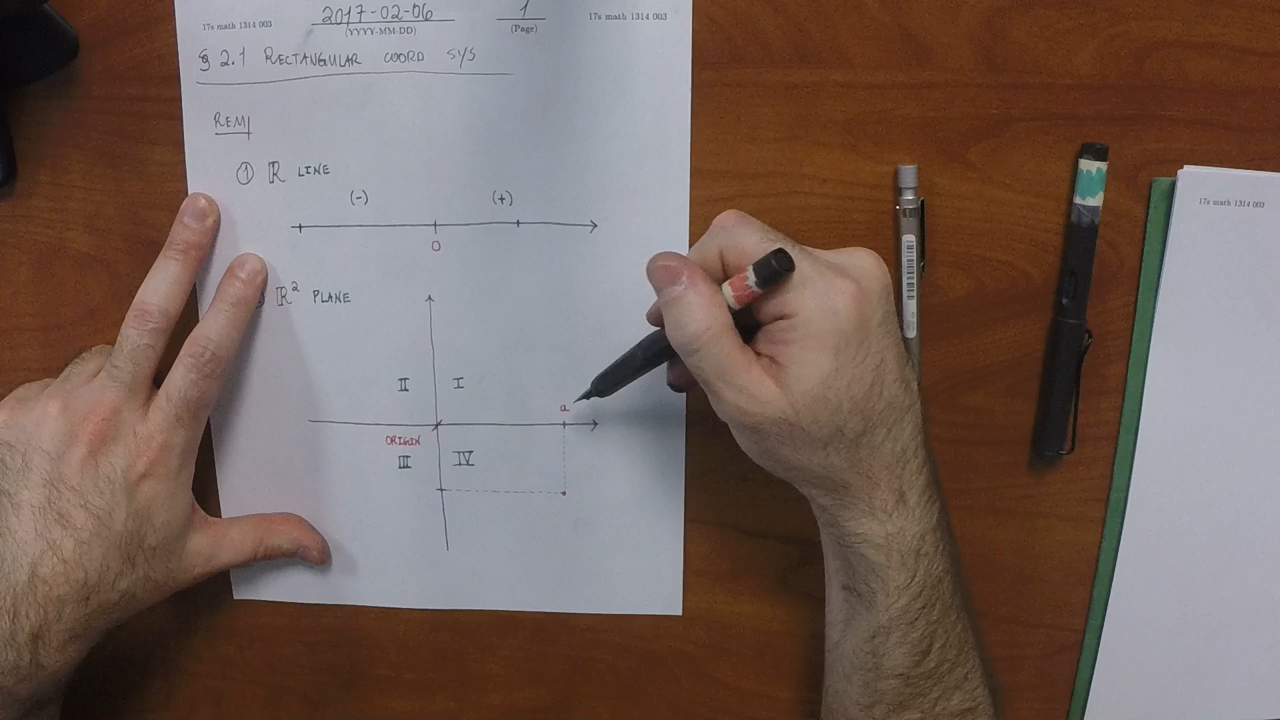 17s math 1314 003
2017-02-06
(YYYY-MM-DD)
1
(Page)
17s math 1314 003
§ 2.1 RECTANGULAR COORD SYS
REM
① ℝ LINE
(-) (+)
0
ℝ² PLANE
II I
a
ORIGIN
III IV
17s math 1314 003